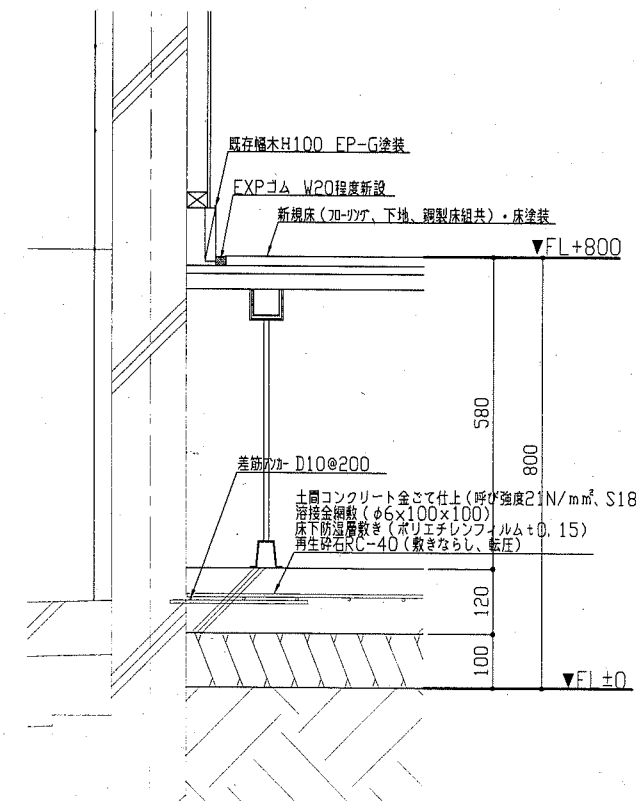 既存幅木H100 EP-G塗装
EXPゴム W20程度新設
新規床(フローリング、下地、鋼製床組共)・床塗装
▼FL+800
580
800
差筋アンカー D10@200
土間コンクリート金ごて仕上(呼び強度21N/mm²、S18
溶接金網敷(φ6x100x100)
床下防湿層敷き(ポリエチレンフィルムt0.15)
再生砕石RC-40(敷きならし、転圧)
120
100
▼FL±0